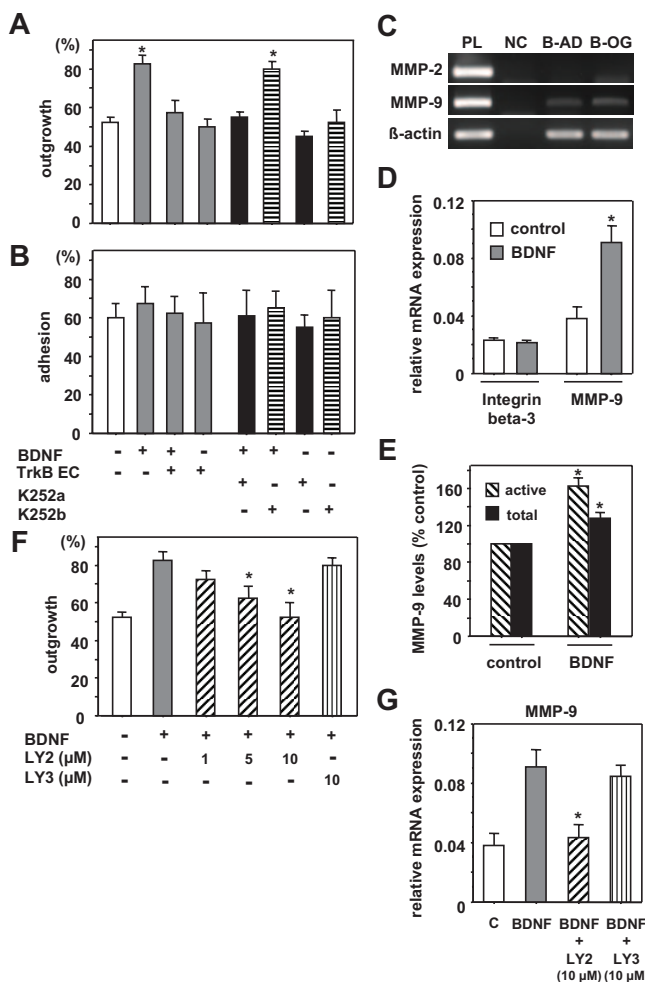 A
(%)
80
60
40
20
0
outgrowth
*
*
B
(%)
80
60
40
20
0
adhesion
BDNF - + + - + + - -
TrkB EC - - + + - - - -
K252a - - - - + - + -
K252b - - - - - + - +
F
(%)
80
60
40
20
0
outgrowth
*
*
BDNF - + + + + +
LY2 (µM) - - 1 5 10 -
LY3 (µM) - - - - - 10
C
PL NC B-AD B-OG
MMP-2
MMP-9
ß-actin
D
0.12
0.08
0.04
0
relative mRNA expression
control
BDNF
*
Integrin
beta-3
MMP-9
E
160
120
80
40
0
MMP-9 levels (% control)
active
total
*
*
control
BDNF
G
MMP-9
0.12
0.08
0.04
0
relative mRNA expression
*
C BDNF BDNF BDNF
+ +
LY2 LY3
(10 µM) (10 µM)